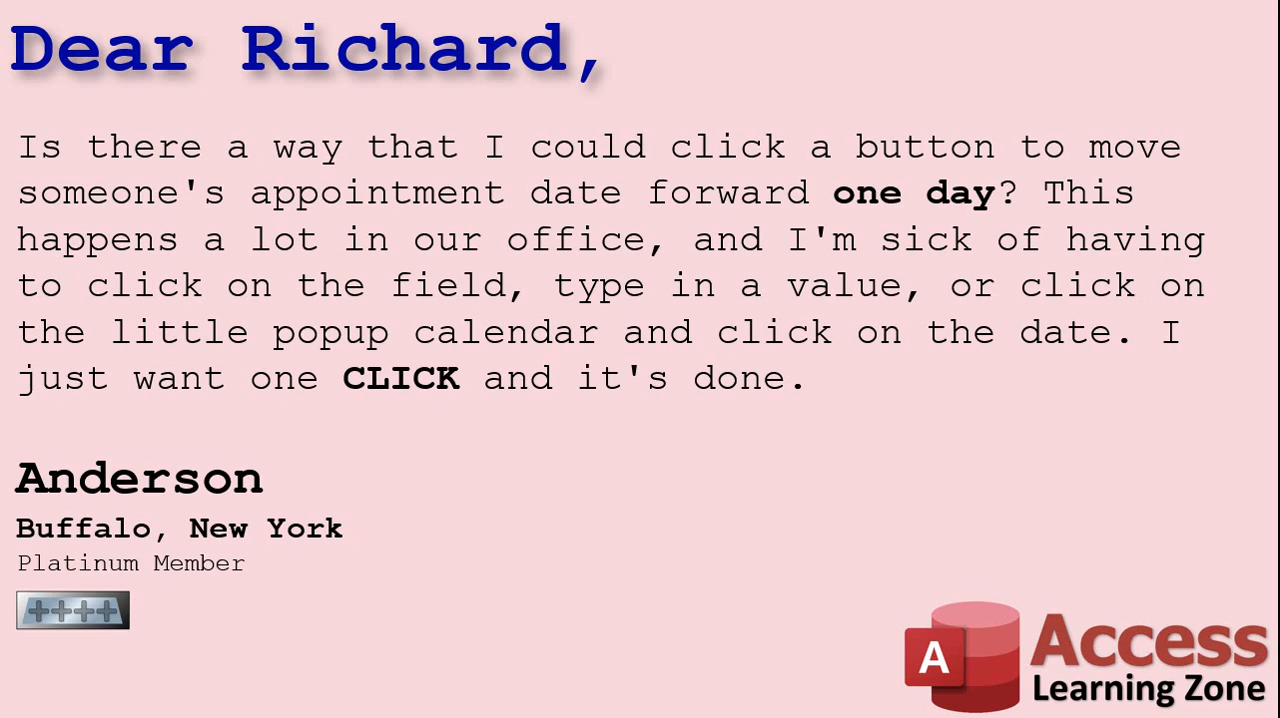 Dear Richard,
Is there a way that I could click a button to move
someone's appointment date forward one day? This
happens a lot in our office, and I'm sick of having
to click on the field, type in a value, or click on
the little popup calendar and click on the date. I
just want one CLICK and it's done.
Anderson
Buffalo, New York
Platinum Member
++++
A
Access
Learning Zone